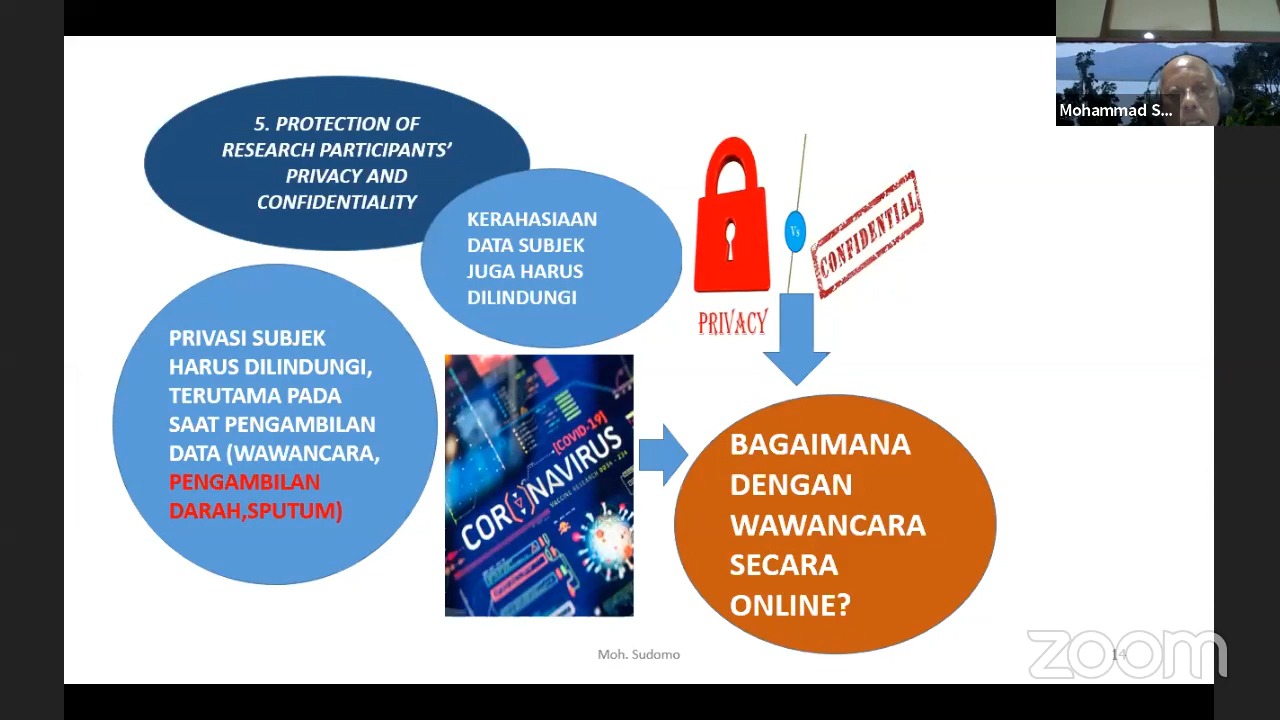 Mohammad S...
5. PROTECTION OF
RESEARCH PARTICIPANTS’
PRIVACY AND
CONFIDENTIALITY
KERAHASIAAN
DATA SUBJEK
JUGA HARUS
DILINDUNGI
PRIVACY
Vs
CONFIDENTIAL
PRIVASI SUBJEK
HARUS DILINDUNGI,
TERUTAMA PADA
SAAT PENGAMBILAN
DATA (WAWANCARA,
PENGAMBILAN
DARAH,SPUTUM)
[COVID-19]
CORONAVIRUS
BAGAIMANA
DENGAN
WAWANCARA
SECARA
ONLINE?
Moh. Sudomo
14
zoom